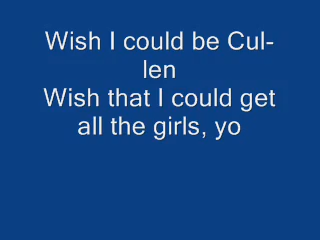 Wish I could be Cul-
len
Wish that I could get
all the girls, yo